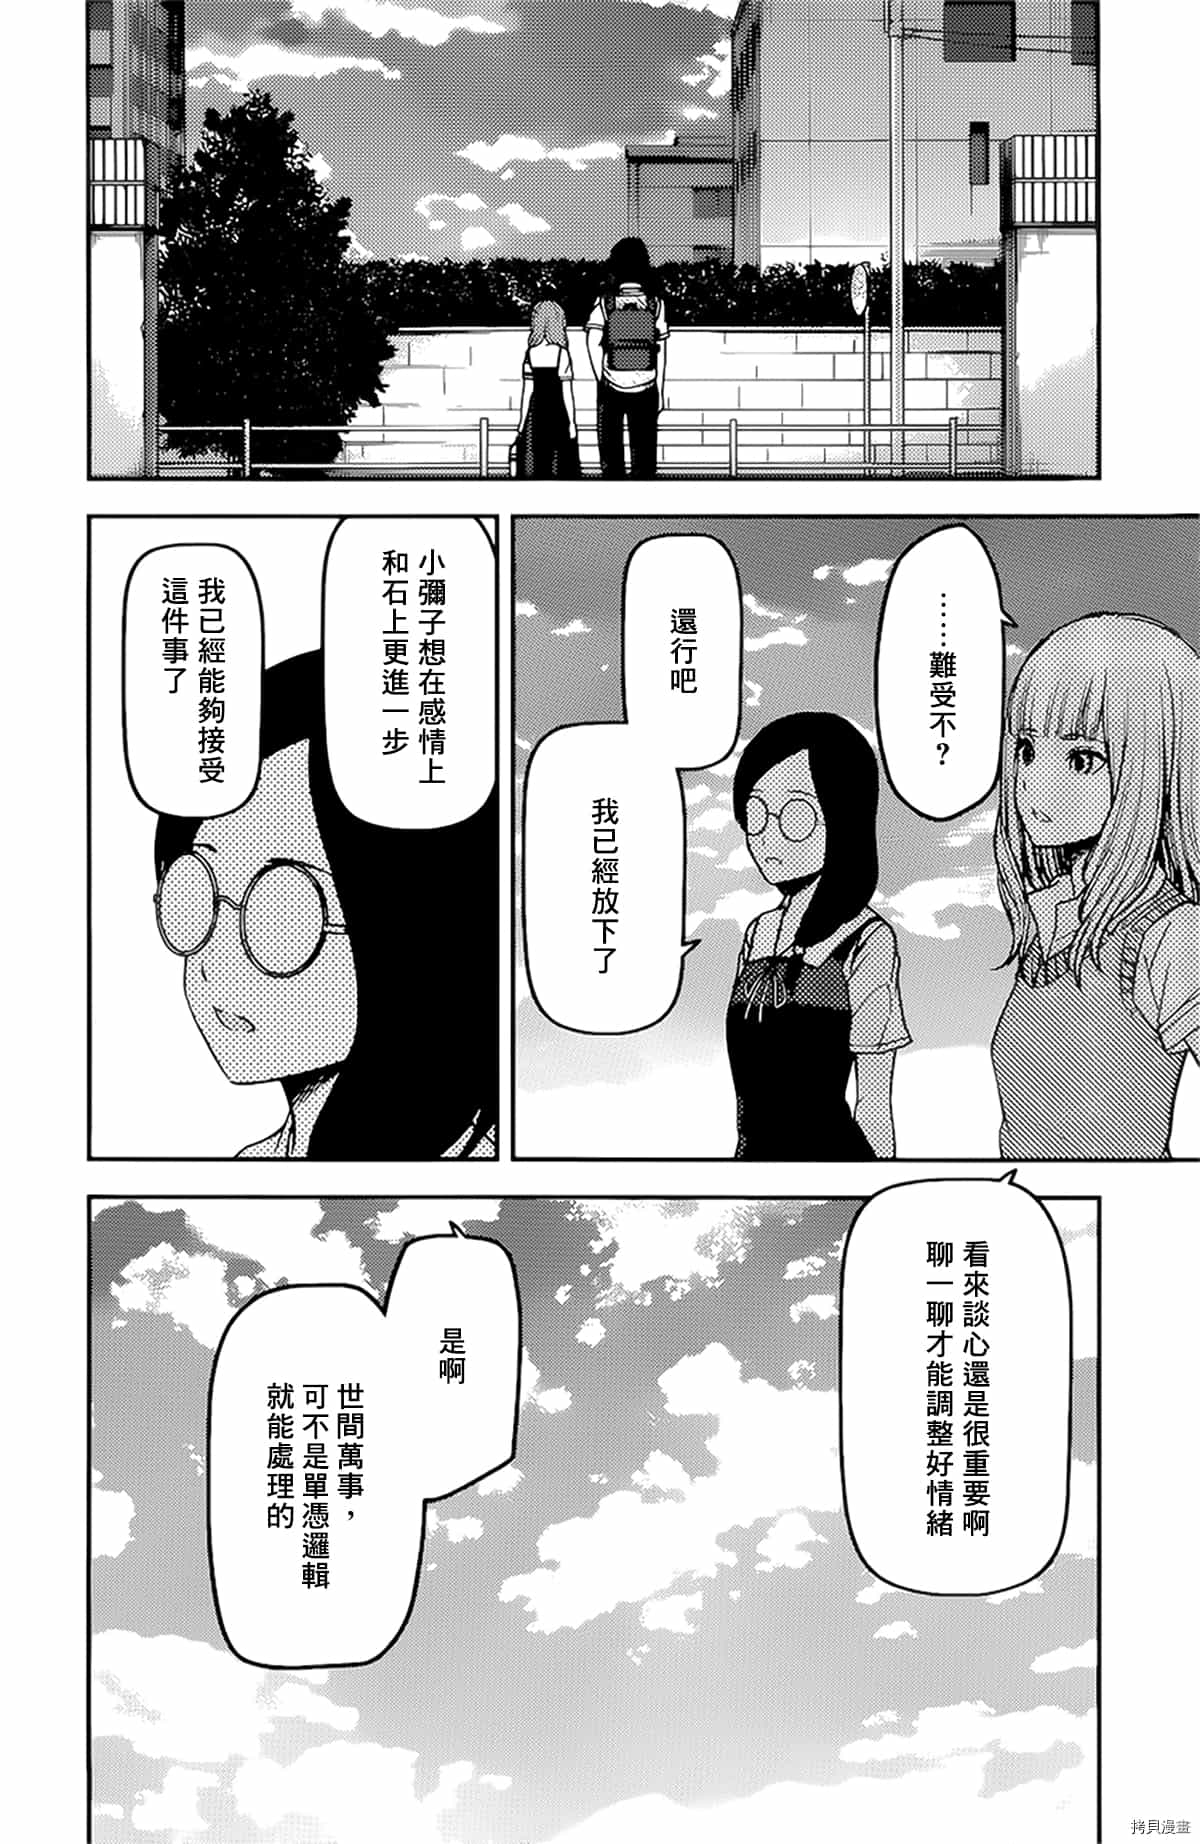 ……難受不?
還行吧
我已經放下了
小彌子想在感情上
和石上更進一步
我已經能夠接受
這件事了
看來談心還是很重要啊
聊一聊才能調整好情緒
是啊
世間萬事，
可不是單憑邏輯
就能處理的
拷貝漫畫